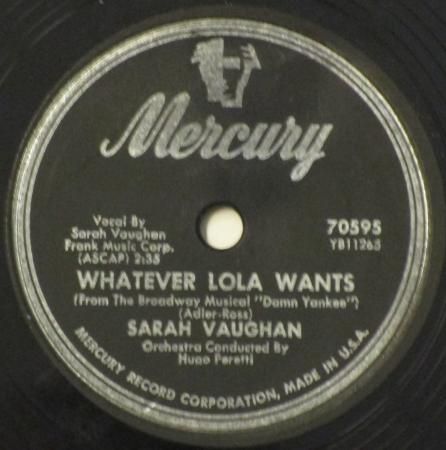 Mercury
Vocal By
Sarah Vaughan
Frank Music Corp.
(ASCAP) 2:35
70595
YB11265
WHATEVER LOLA WANTS
(From The Broadway Musical "Damn Yankee")
(Adler-Ross)
SARAH VAUGHAN
Orchestra Conducted By
Hugo Peretti
MERCURY RECORD CORPORATION, MADE IN U.S.A.